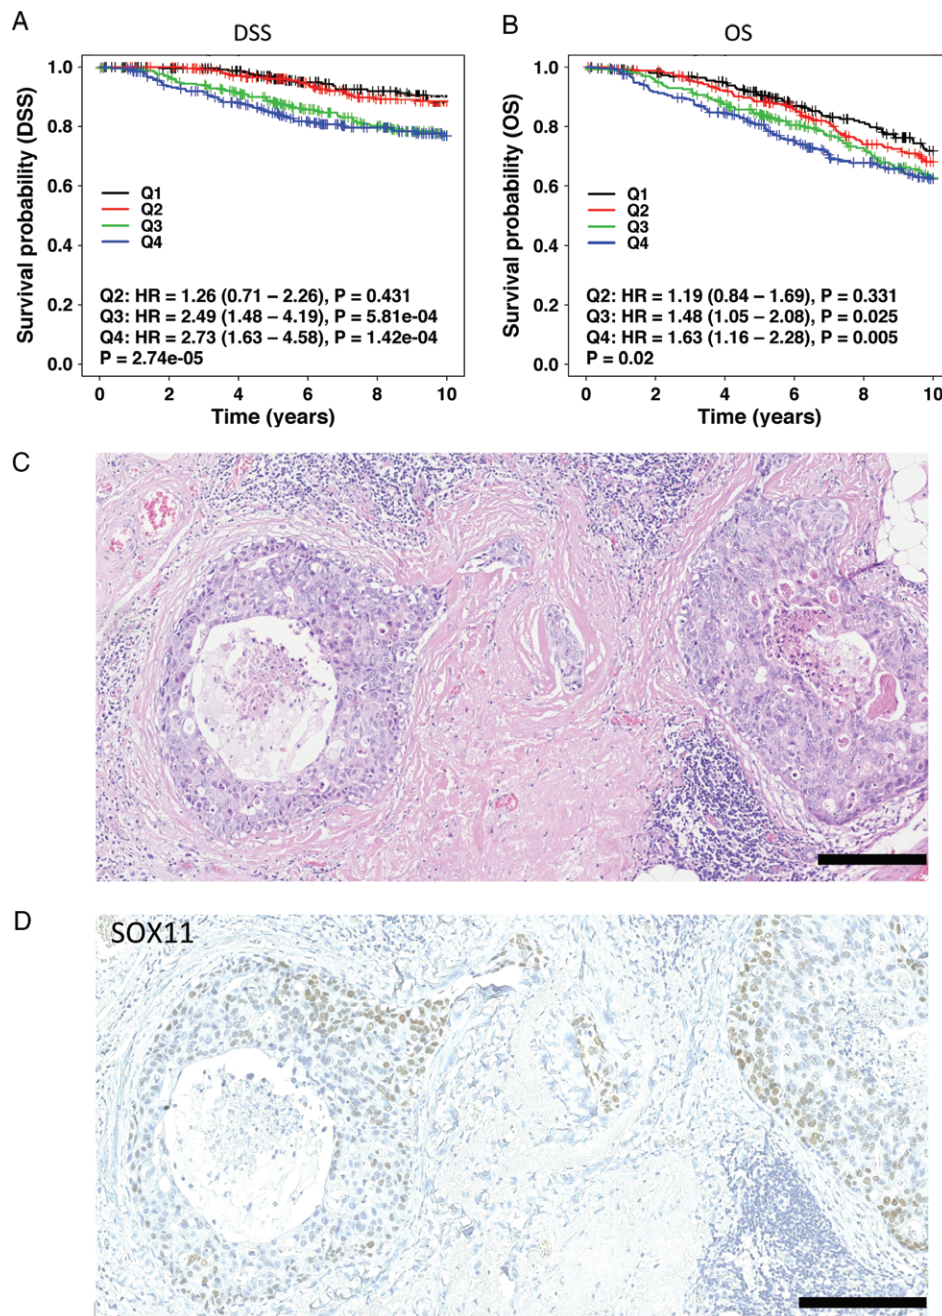 A
DSS
Survival probability (DSS)
1.0
0.8
0.6
0.4
0.2
0.0
Q1
Q2
Q3
Q4
Q2: HR = 1.26 (0.71 – 2.26), P = 0.431
Q3: HR = 2.49 (1.48 – 4.19), P = 5.81e-04
Q4: HR = 2.73 (1.63 – 4.58), P = 1.42e-04
P = 2.74e-05
0 2 4 6 8 10
Time (years)
B
OS
Survival probability (OS)
1.0
0.8
0.6
0.4
0.2
0.0
Q1
Q2
Q3
Q4
Q2: HR = 1.19 (0.84 – 1.69), P = 0.331
Q3: HR = 1.48 (1.05 – 2.08), P = 0.025
Q4: HR = 1.63 (1.16 – 2.28), P = 0.005
P = 0.02
0 2 4 6 8 10
Time (years)
C
D
SOX11